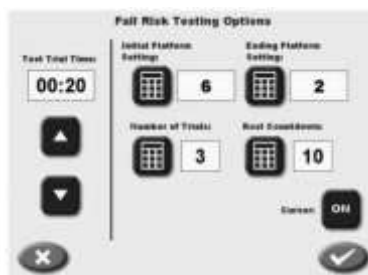 Fall Risk Testing Options
Test Trial Time:
00:20
Initial Platform
Setting:
6
Ending Platform
Setting:
2
Number of Trials:
3
Rest Countdown:
10
Cursor:
ON